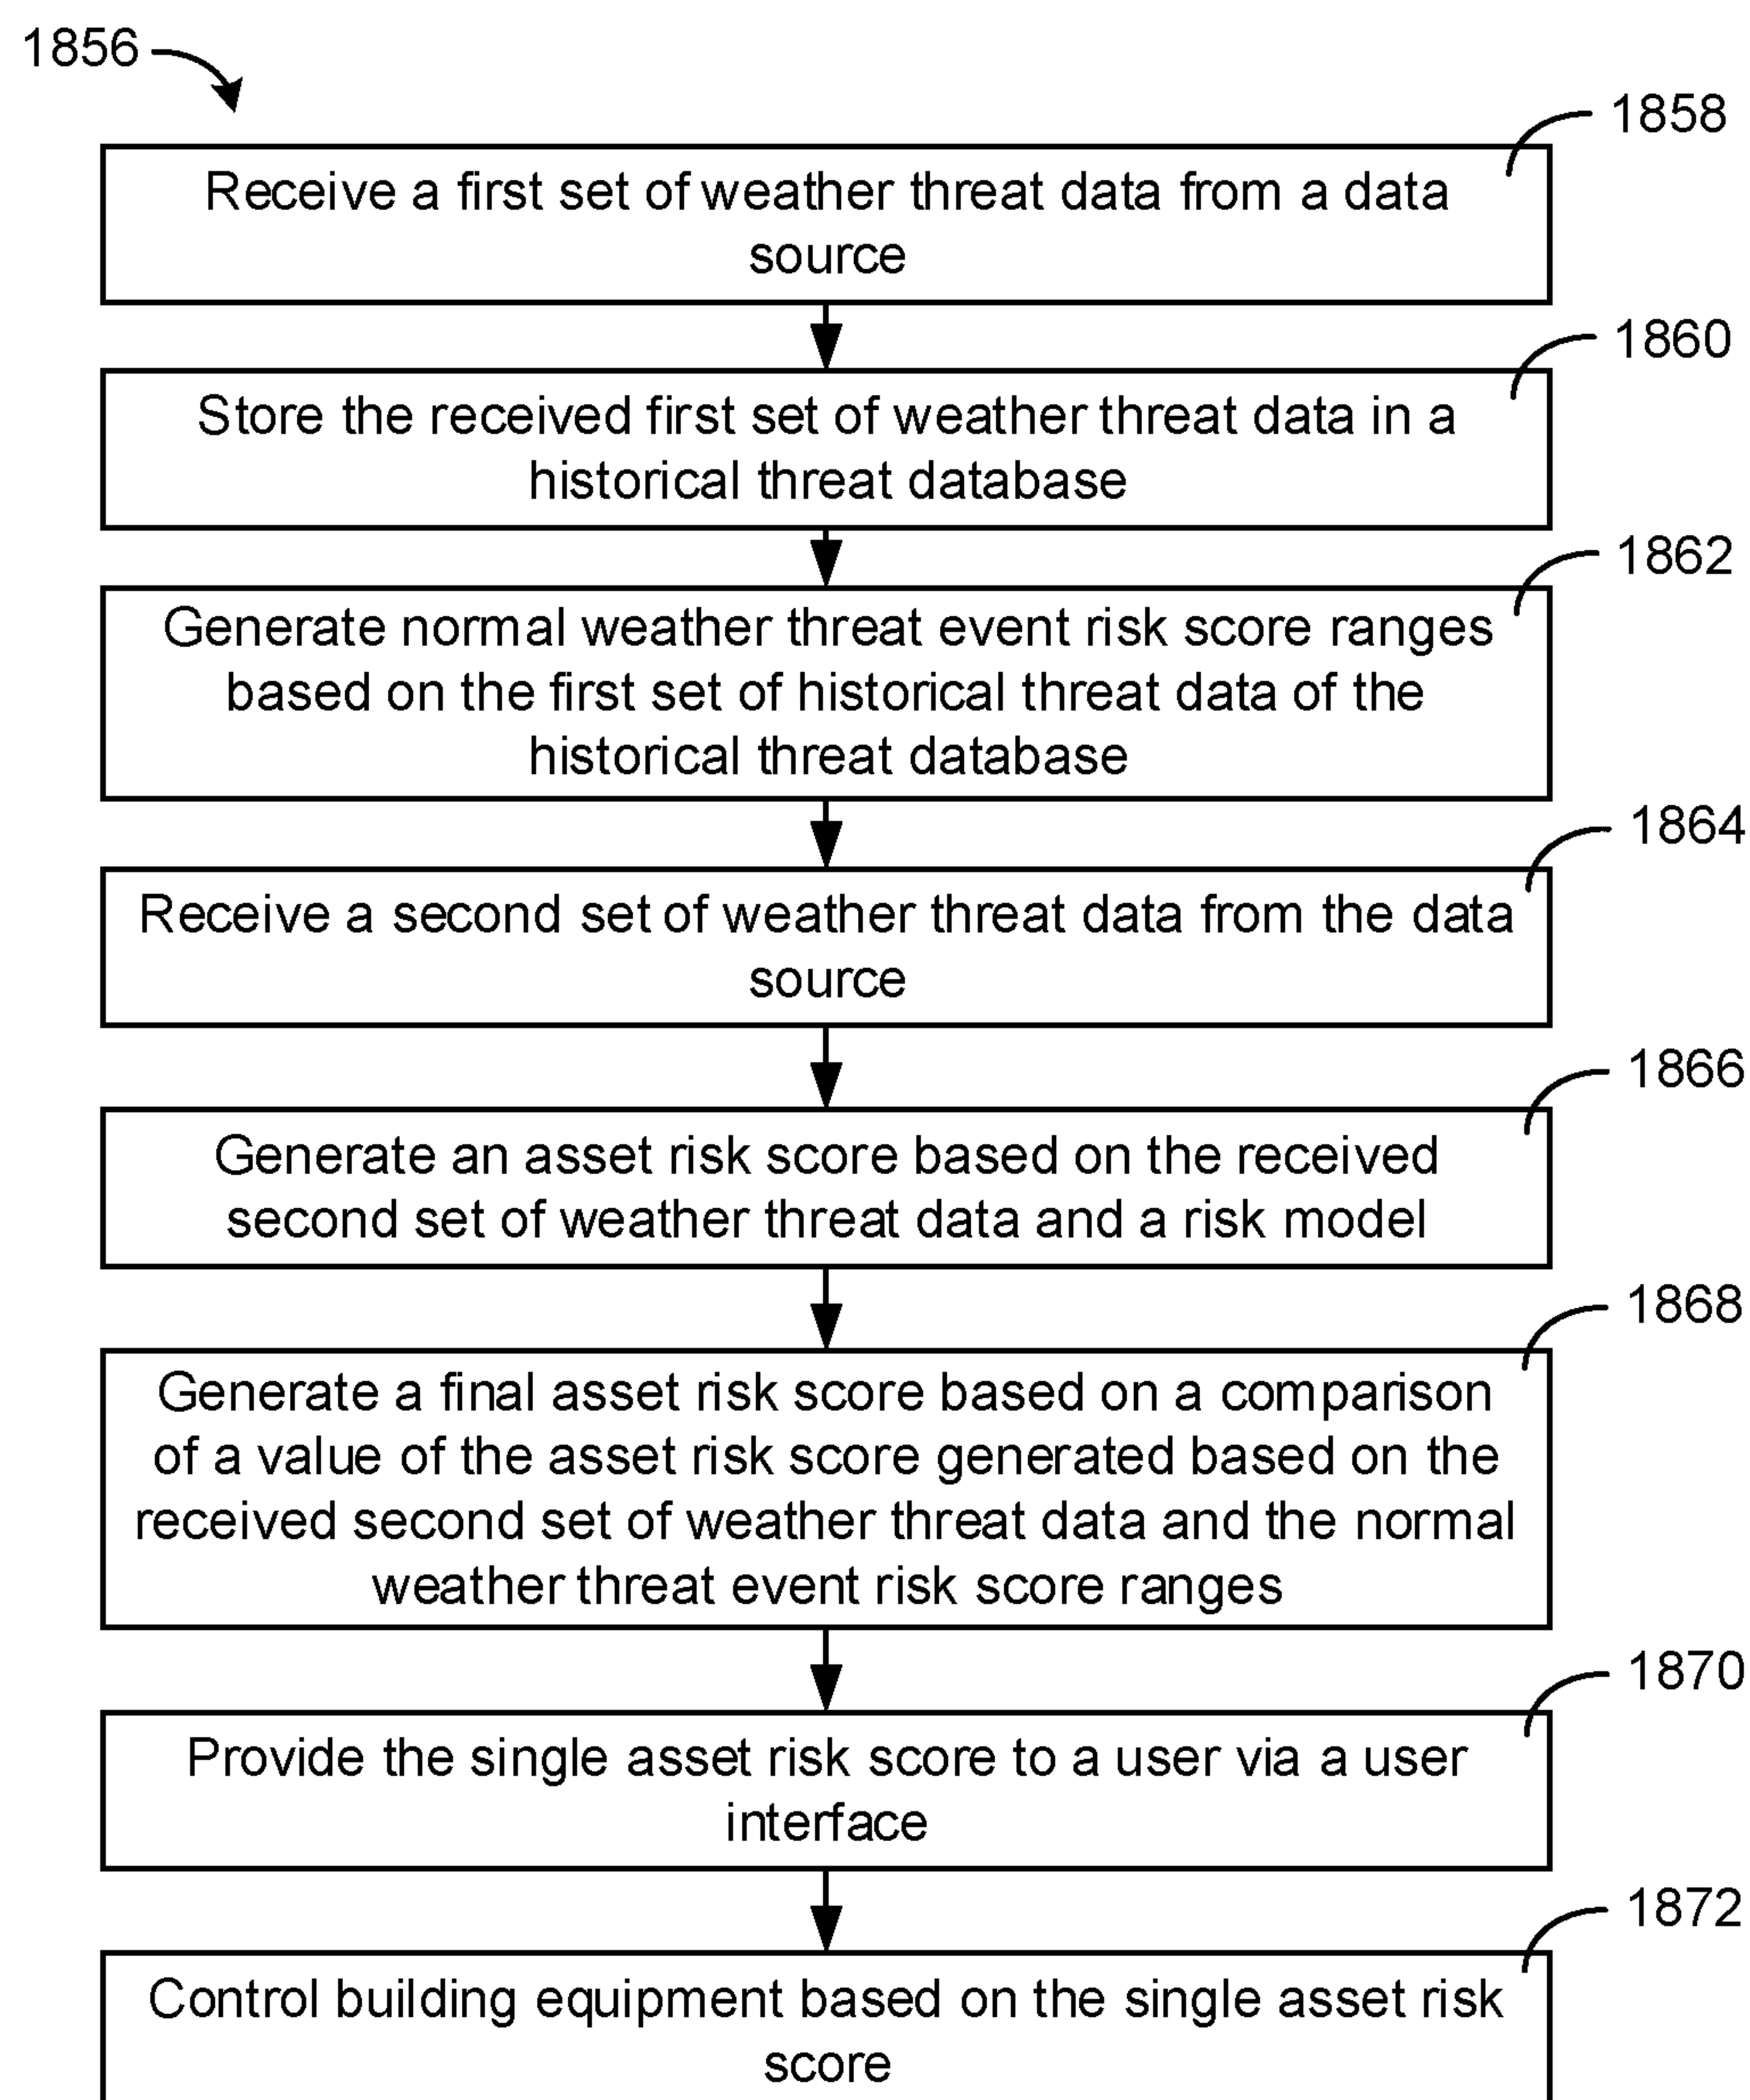 1856
1858
Receive a first set of weather threat data from a data
source
1860
Store the received first set of weather threat data in a
historical threat database
1862
Generate normal weather threat event risk score ranges
based on the first set of historical threat data of the
historical threat database
1864
Receive a second set of weather threat data from the data
source
1866
Generate an asset risk score based on the received
second set of weather threat data and a risk model
1868
Generate a final asset risk score based on a comparison
of a value of the asset risk score generated based on the
received second set of weather threat data and the normal
weather threat event risk score ranges
1870
Provide the single asset risk score to a user via a user
interface
1872
Control building equipment based on the single asset risk
score